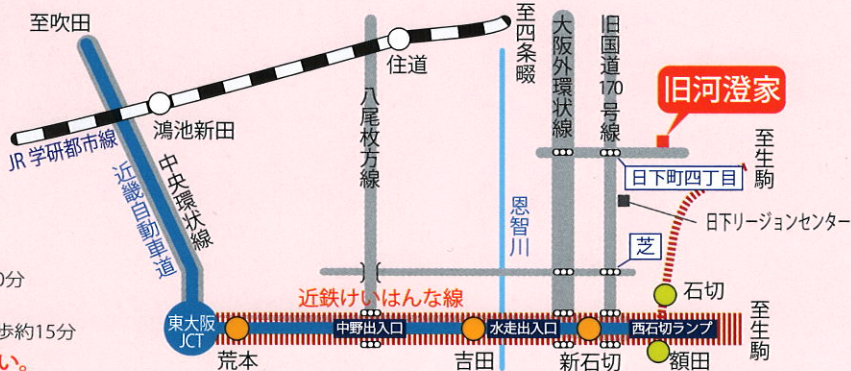 至吹田
至四条畷
大阪外環状線
旧国道170号線
住道
旧河澄家
八尾枚方線
鴻池新田
JR学研都市線
近畿自動車道
中央環状線
至生駒
日下町四丁目
恩智川
日下リージョンセンター
芝
0分
近鉄けいはんな線
石切
歩約15分
東大阪
JCT
中野出入口
水走出入口
西石切ランプ
至生駒
い。
荒本
吉田
新石切
額田